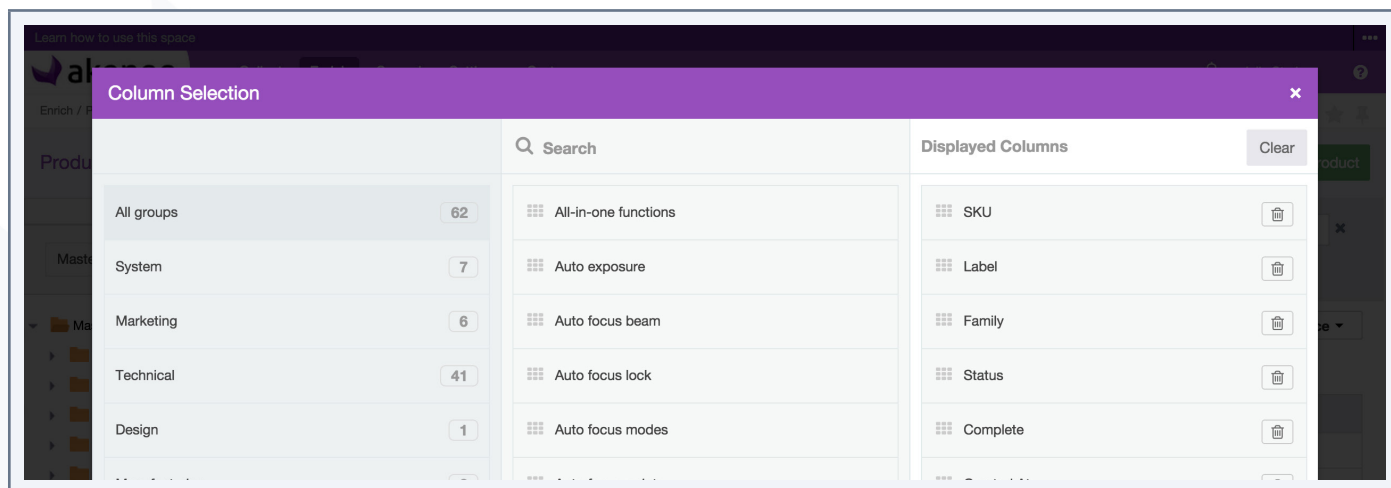 Learn how to use this space
Column Selection
Enrich /
Search
Displayed Columns
Clear
All groups 62
All-in-one functions
SKU
System 7
Auto exposure
Label
Marketing 6
Auto focus beam
Family
Technical 41
Auto focus lock
Status
Design 1
Auto focus modes
Complete